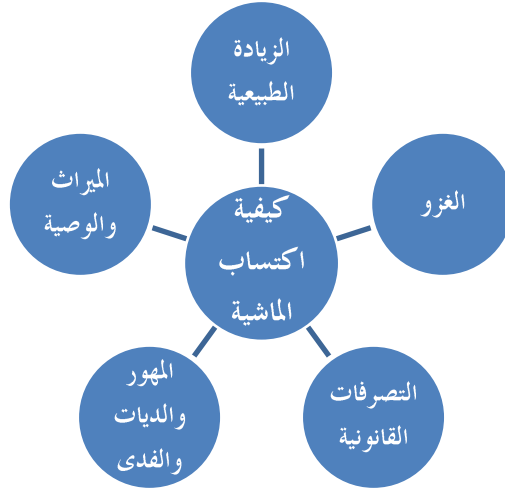 الزيادة
الطبيعية
الغزو
التصرفات
القانونية
المهور
والديات
والفدى
الميراث
والوصية
كيفية
اكتساب
الماشية